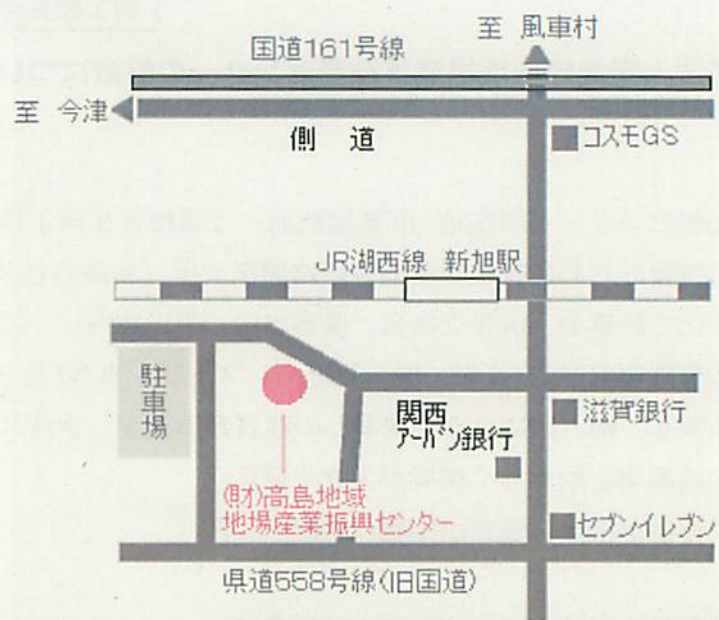 至 風車村
国道161号線
至 今津
側 道
コスモGS
JR湖西線 新旭駅
駐車場
関西
アーバン銀行
滋賀銀行
(財)高島地域
地場産業振興センター
セブンイレブン
県道558号線(旧国道)